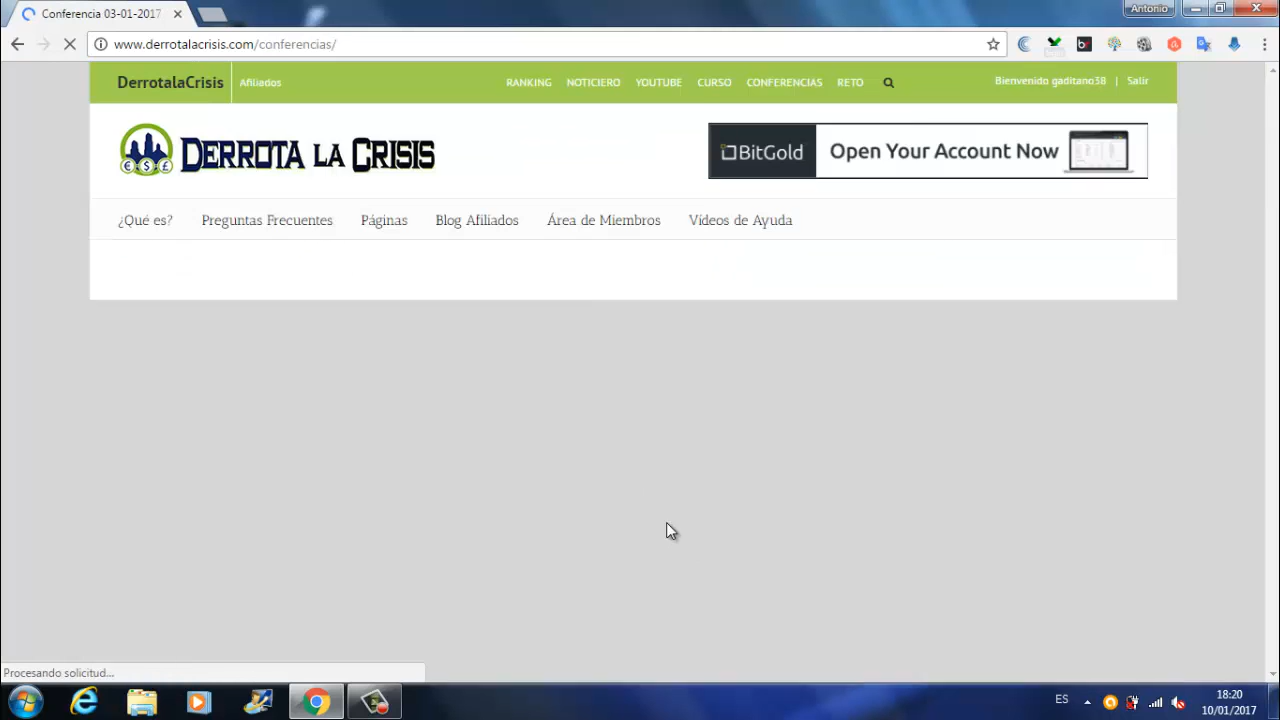 Conferencia 03-01-2017
Antonio
www.derrotalacrisis.com/conferencias/
DerrotalaCrisis
Afiliados
RANKING
NOTICIERO
YOUTUBE
CURSO
CONFERENCIAS
RETO
Bienvenido gaditano38 | Salir
DERROTA LA CRISIS
BitGold
Open Your Account Now
¿Qué es?
Preguntas Frecuentes
Páginas
Blog Afiliados
Área de Miembros
Vídeos de Ayuda
Procesando solicitud...
ES
18:20
10/01/2017